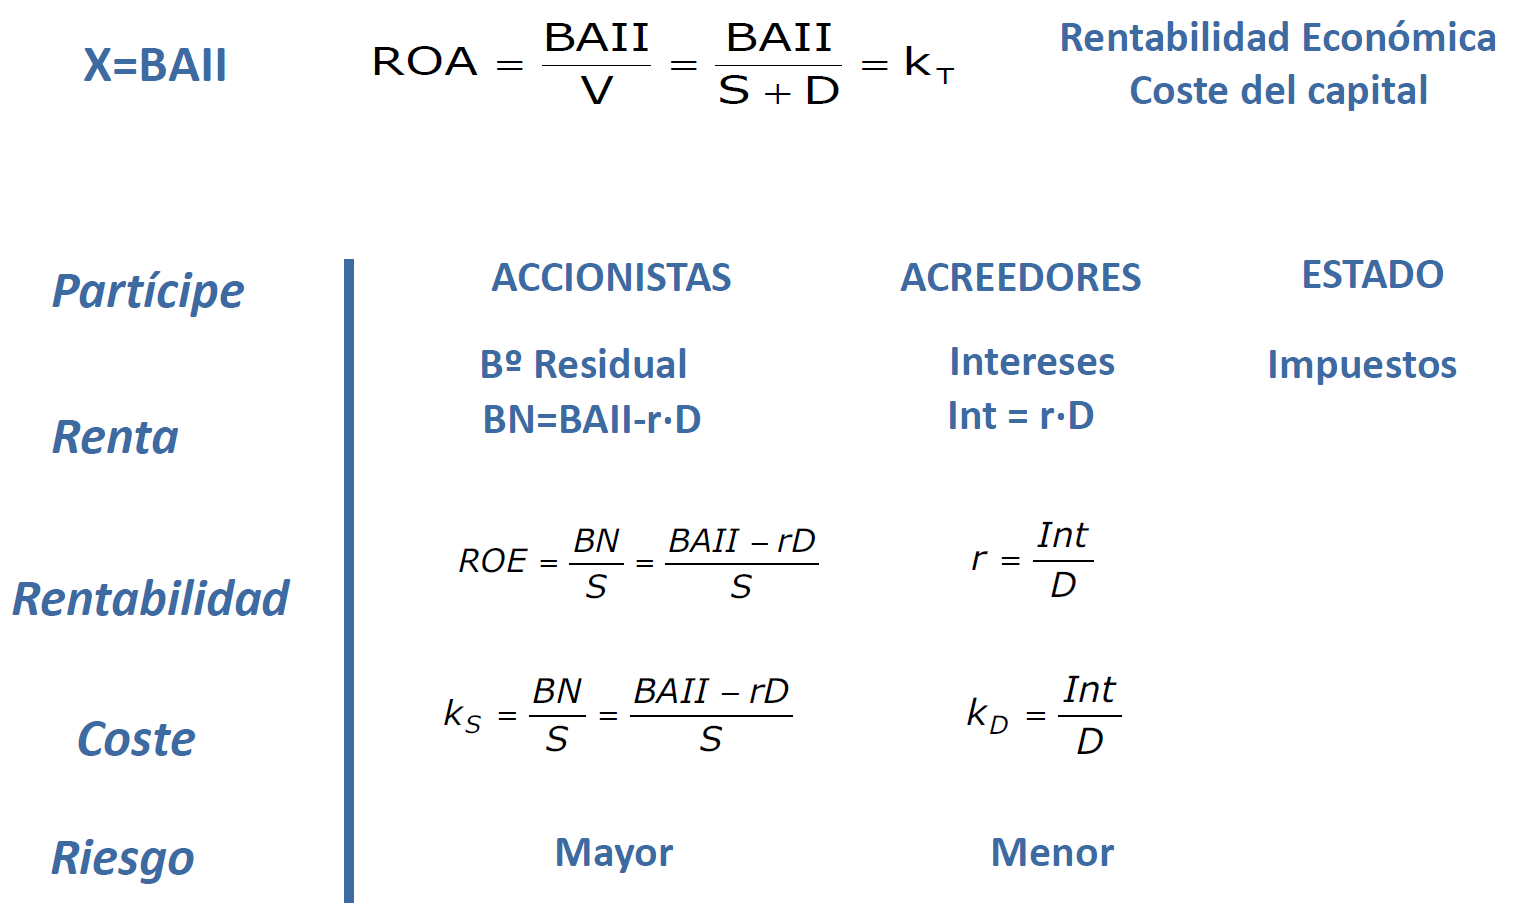 X=BAII
ROA = BAII/V = BAII/(S + D) = k_T
Rentabilidad Económica
Coste del capital
Partícipe
ACCIONISTAS
ACREEDORES
ESTADO
Renta
Bº Residual
BN=BAII-r·D
Intereses
Int = r·D
Impuestos
Rentabilidad
ROE = BN/S = (BAII – rD)/S
r = Int/D
Coste
k_S = BN/S = (BAII – rD)/S
k_D = Int/D
Riesgo
Mayor
Menor